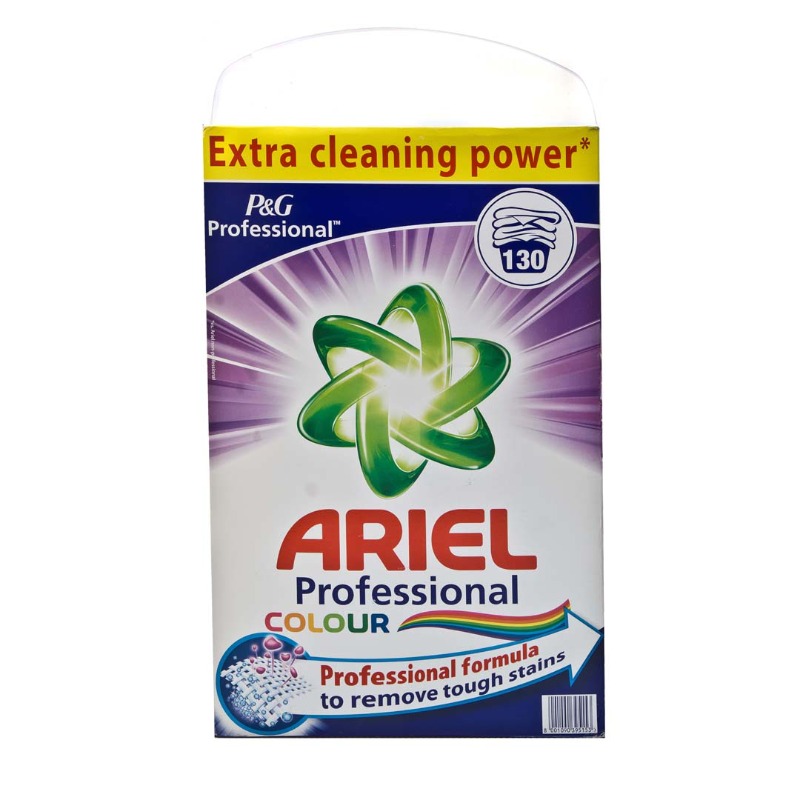 Extra cleaning power*
P&G
Professional™
130
ARIEL
Professional
COLOUR
Professional formula
to remove tough stains